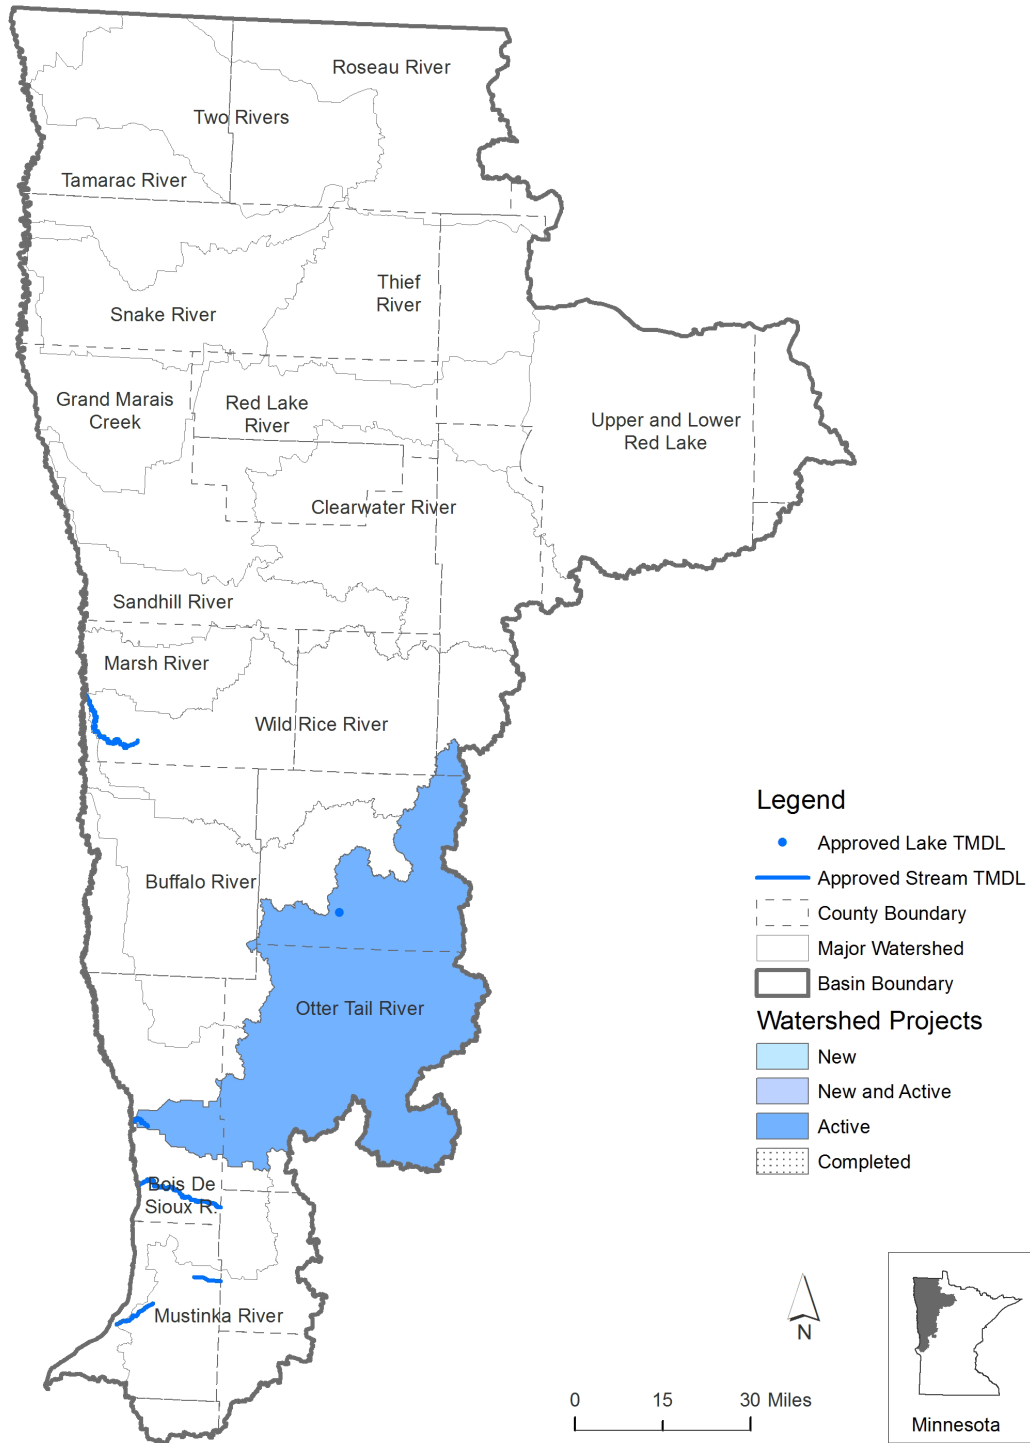 Roseau River
Two Rivers
Tamarac River
Thief
River
Snake River
Grand Marais
Creek
Red Lake
River
Upper and Lower
Red Lake
Clearwater River
Sandhill River
Marsh River
Wild Rice River
Buffalo River
Otter Tail River
Bois De
Sioux R.
Mustinka River
Legend
Approved Lake TMDL
Approved Stream TMDL
County Boundary
Major Watershed
Basin Boundary
Watershed Projects
New
New and Active
Active
Completed
N
0 15 30 Miles
Minnesota